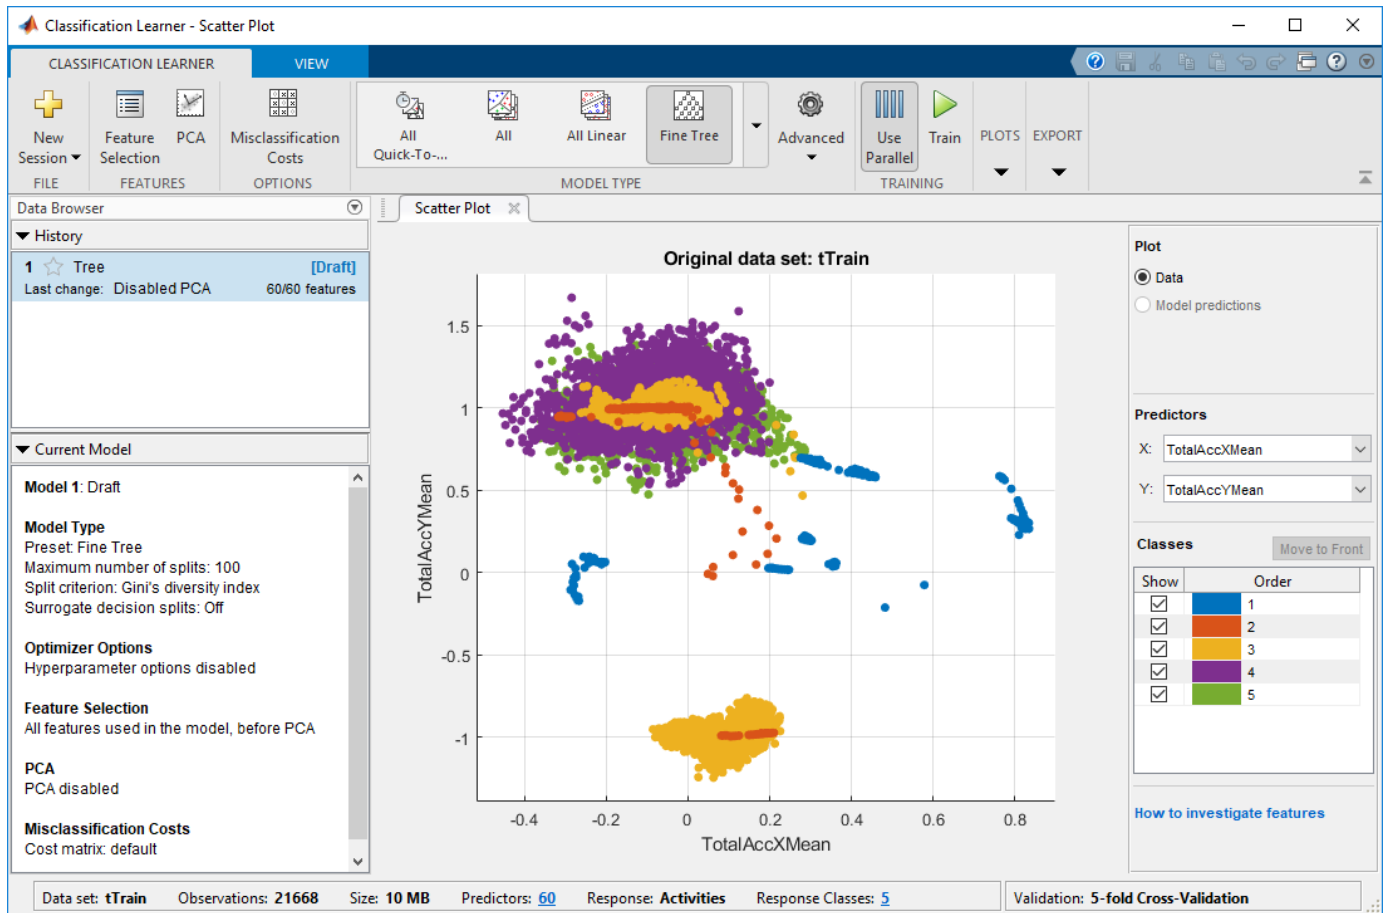 Classification Learner - Scatter Plot
CLASSIFICATION LEARNER
VIEW
New
Session
Feature
Selection
PCA
Misclassification
Costs
All
Quick-To-...
All
All Linear
Fine Tree
Advanced
Use
Parallel
Train
PLOTS
EXPORT
FILE
FEATURES
OPTIONS
MODEL TYPE
TRAINING
Data Browser
History
1 Tree [Draft]
Last change: Disabled PCA 60/60 features
Current Model
Model 1: Draft
Model Type
Preset: Fine Tree
Maximum number of splits: 100
Split criterion: Gini's diversity index
Surrogate decision splits: Off
Optimizer Options
Hyperparameter options disabled
Feature Selection
All features used in the model, before PCA
PCA
PCA disabled
Misclassification Costs
Cost matrix: default
Scatter Plot
Original data set: tTrain
1.5
1
0.5
0
-0.5
-1
TotalAccYMean
-0.4 -0.2 0 0.2 0.4 0.6 0.8
TotalAccXMean
Plot
Data
Model predictions
Predictors
X: TotalAccXMean
Y: TotalAccYMean
Classes
Move to Front
Show Order
1
2
3
4
5
How to investigate features
Data set: tTrain Observations: 21668 Size: 10 MB Predictors: 60 Response: Activities Response Classes: 5 Validation: 5-fold Cross-Validation